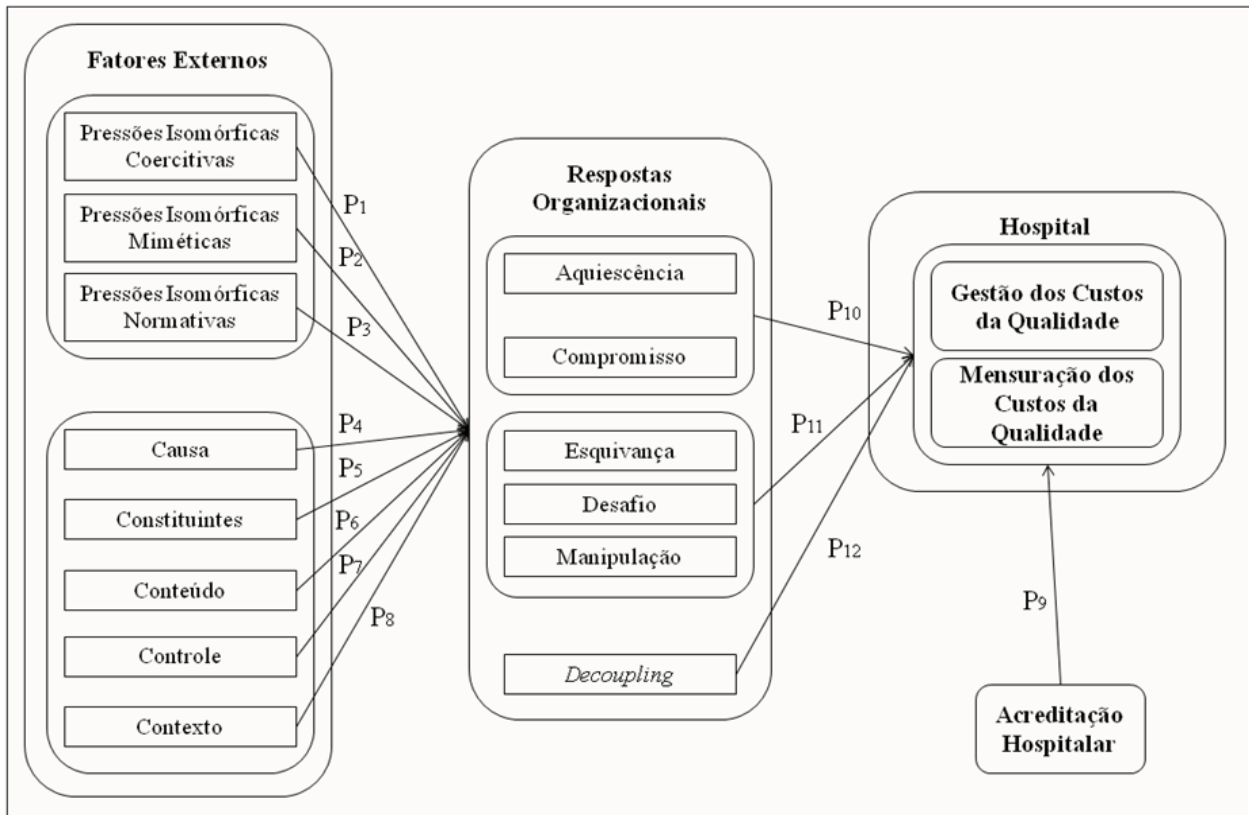 Fatores Externos
Pressões Isomórficas
Coercitivas
Pressões Isomórficas
Miméticas
Pressões Isomórficas
Normativas
Causa
Constituintes
Conteúdo
Controle
Contexto
P1
P2
P3
P4
P5
P6
P7
P8
Respostas
Organizacionais
Aquiescência
Compromisso
Esquivança
Desafio
Manipulação
Decoupling
P10
P11
P12
Hospital
Gestão dos Custos
da Qualidade
Mensuração dos
Custos da
Qualidade
P9
Acreditação
Hospitalar